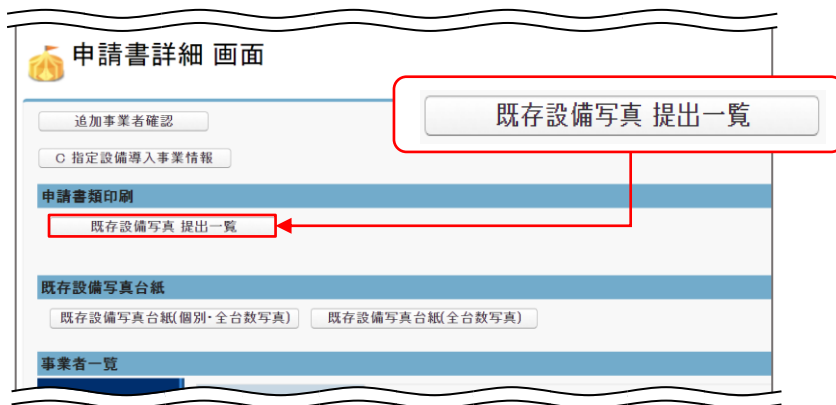 申請書詳細 画面
既存設備写真 提出一覧
追加事業者確認
C 指定設備導入事業情報
申請書類印刷
既存設備写真 提出一覧
既存設備写真台紙
既存設備写真台紙(個別・全台数写真) 既存設備写真台紙(全台数写真)
事業者一覧